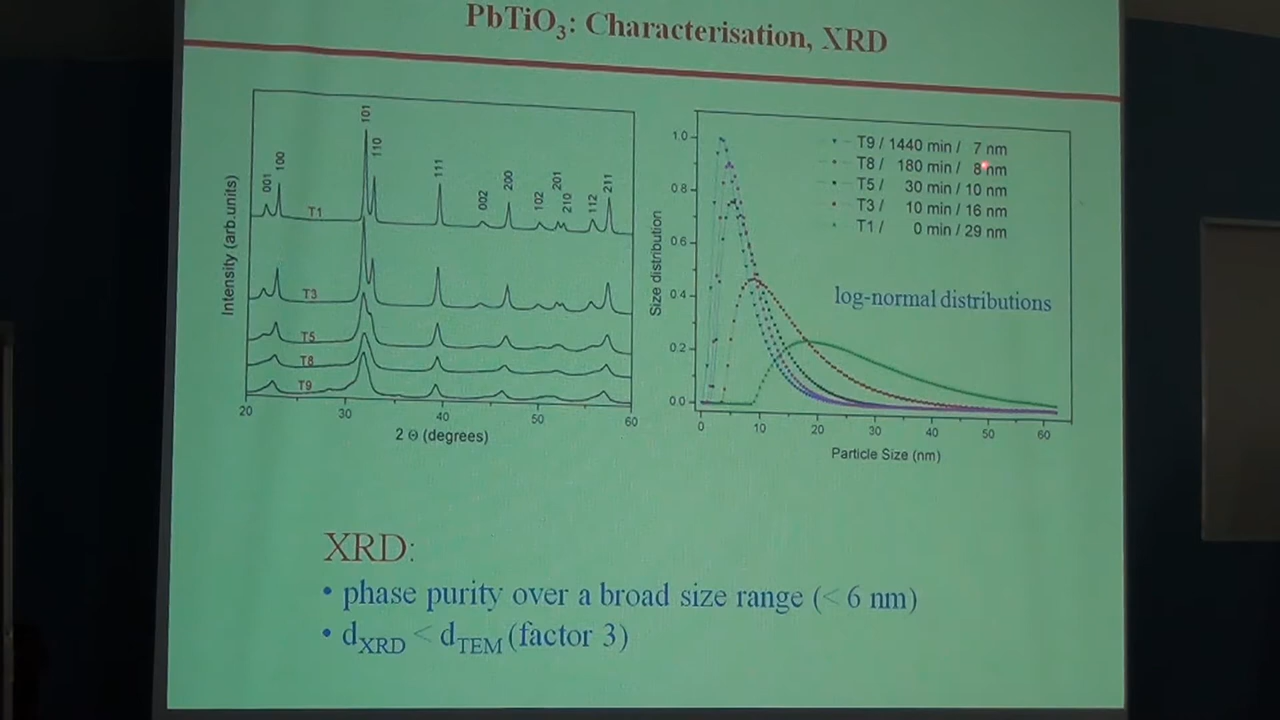 PbTiO₃: Characterisation, XRD
Intensity (arb.units)
001
100
101
110
111
002
200
102
201
210
112
211
T1
T3
T5
T8
T9
20
30
40
50
60
2 Θ (degrees)
Size distribution
1.0
0.8
0.6
0.4
0.2
0.0
T9 / 1440 min / 7 nm
T8 / 180 min / 8 nm
T5 / 30 min / 10 nm
T3 / 10 min / 16 nm
T1 / 0 min / 29 nm
log-normal distributions
0
10
20
30
40
50
60
Particle Size (nm)
XRD:
• phase purity over a broad size range (< 6 nm)
• dXRD < dTEM (factor 3)